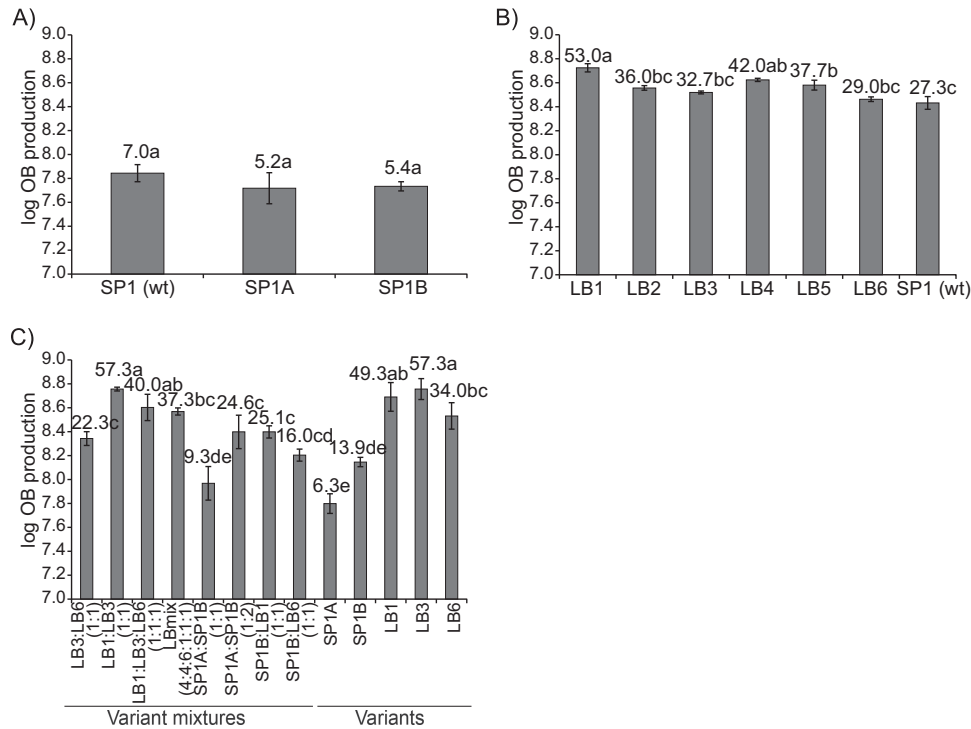 A)
log OB production
9.0
8.8
8.6
8.4
8.2
8.0
7.8
7.6
7.4
7.2
7.0
7.0a
5.2a
5.4a
SP1 (wt)
SP1A
SP1B
B)
log OB production
9.0
8.8
8.6
8.4
8.2
8.0
7.8
7.6
7.4
7.2
7.0
53.0a
36.0bc
32.7bc
42.0ab
37.7b
29.0bc
27.3c
LB1
LB2
LB3
LB4
LB5
LB6
SP1 (wt)
C)
log OB production
9.0
8.8
8.6
8.4
8.2
8.0
7.8
7.6
7.4
7.2
7.0
22.3c
57.3a
40.0ab
37.3bc
9.3de
24.6c
25.1c
16.0cd
6.3e
13.9de
49.3ab
57.3a
34.0bc
LB3:LB6
(1:1)
LB1:LB3
(1:1)
LB1:LB3:LB6
(1:1:1)
LBmix
(4:4:6:1:1:1)
SP1A:SP1B
(1:1)
SP1A:SP1B
(1:2)
SP1B:LB1
(1:1)
SP1B:LB6
(1:1)
SP1A
SP1B
LB1
LB3
LB6
Variant mixtures
Variants